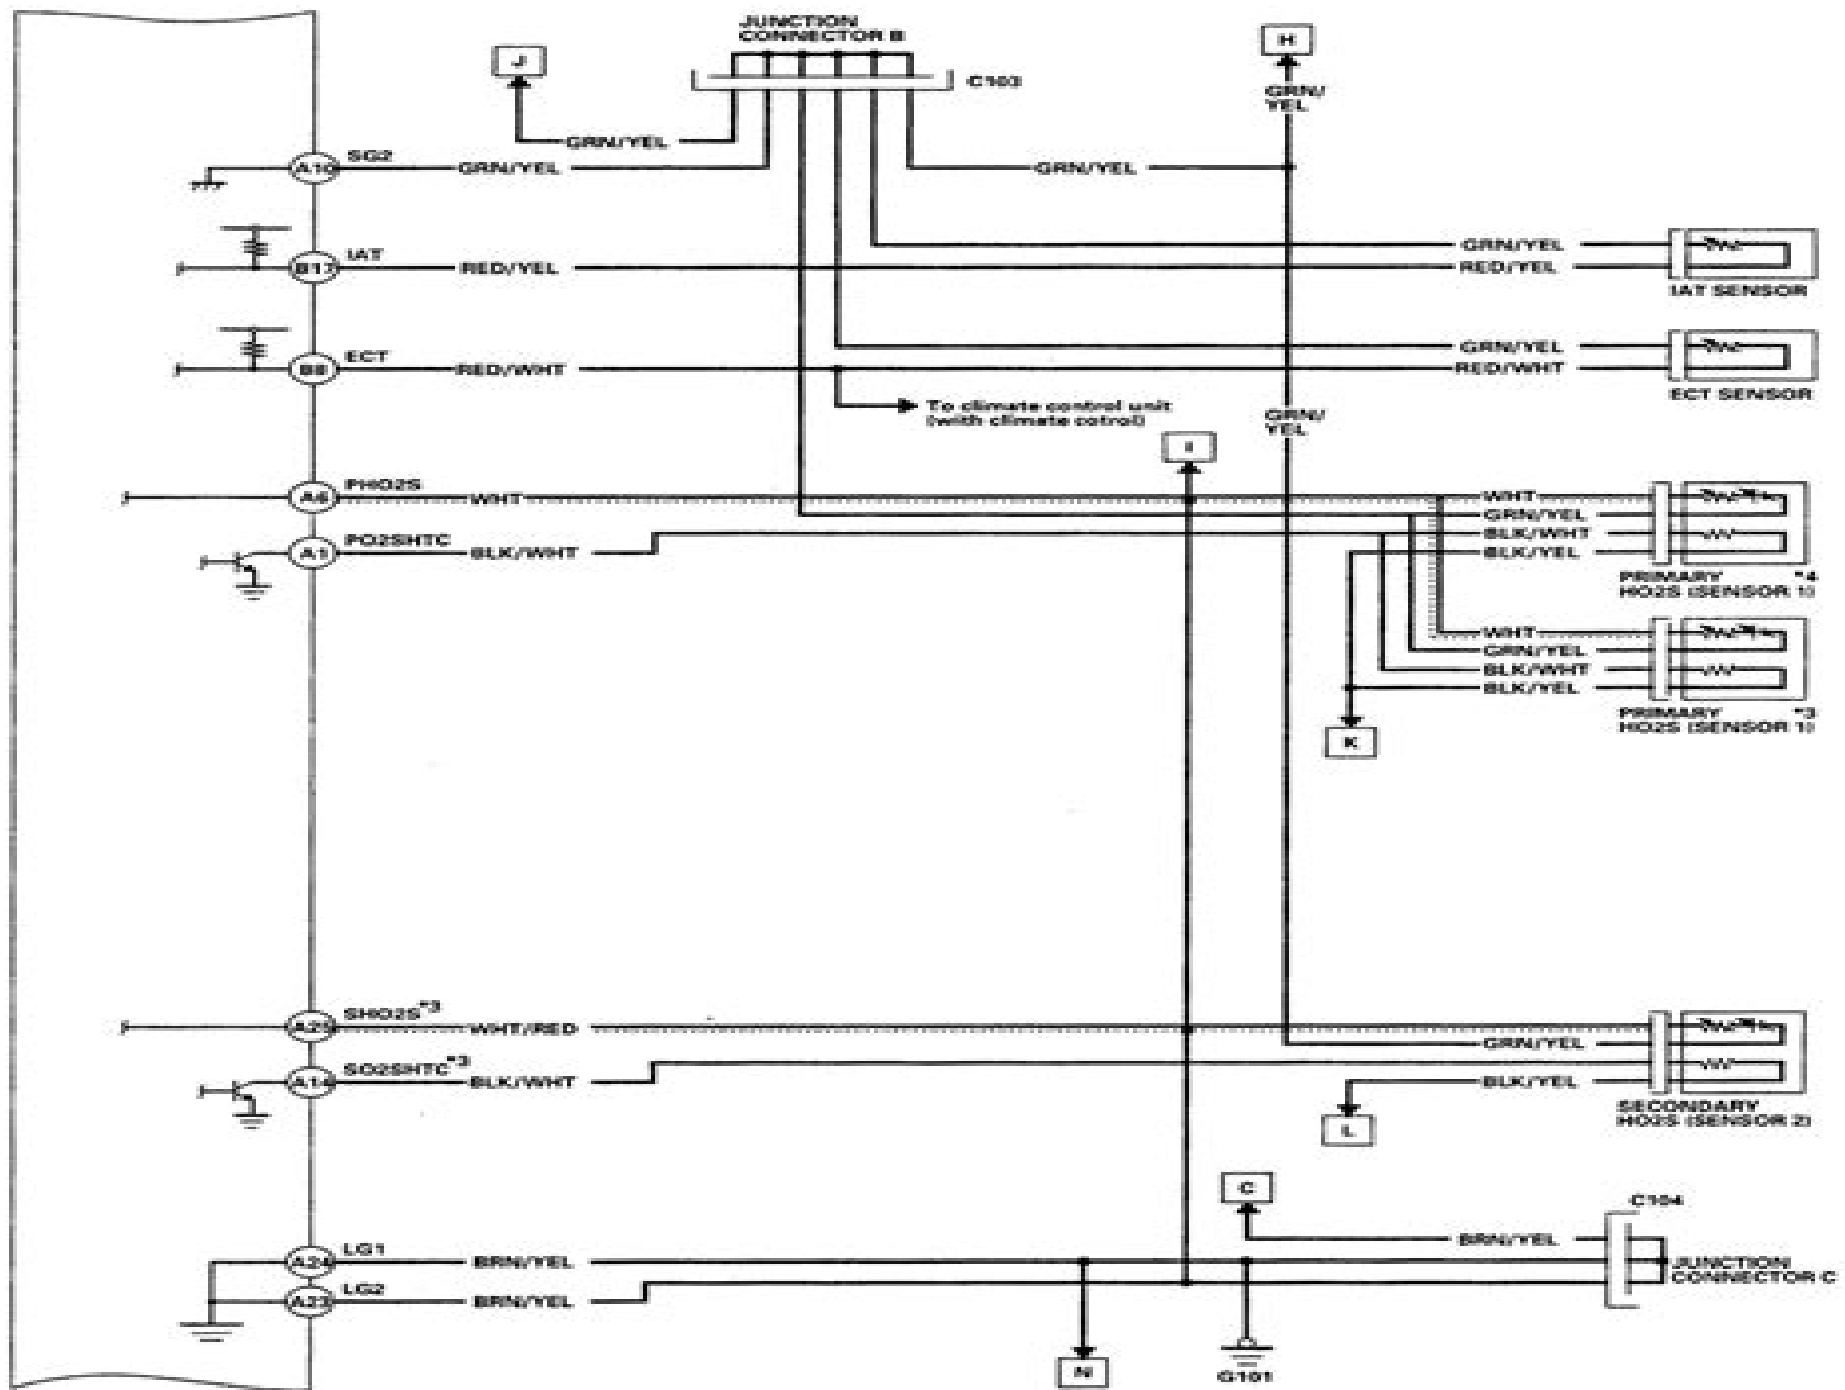 JUNCTION
CONNECTOR B
J
H
C103
GRN/
YEL
GRN/YEL
A10
SG2
GRN/YEL
GRN/YEL
B17
IAT
RED/YEL
GRN/YEL
RED/YEL
IAT SENSOR
B8
ECT
RED/WHT
GRN/YEL
RED/WHT
ECT SENSOR
To climate control unit
(with climate cotrol)
GRN/
YEL
I
A6
PHO2S
WHT
WHT
GRN/YEL
BLK/WHT
BLK/YEL
A1
PO2SHTC
BLK/WHT
PRIMARY *4
HO2S (SENSOR 1)
WHT
GRN/YEL
BLK/WHT
BLK/YEL
PRIMARY *3
HO2S (SENSOR 1)
K
A25
SHO2S*3
WHT/RED
GRN/YEL
A14
SO2SHTC*3
BLK/WHT
BLK/YEL
SECONDARY
HO2S (SENSOR 2)
L
C
C104
BRN/YEL
A24
LG1
BRN/YEL
JUNCTION
CONNECTOR C
A23
LG2
BRN/YEL
N
G101